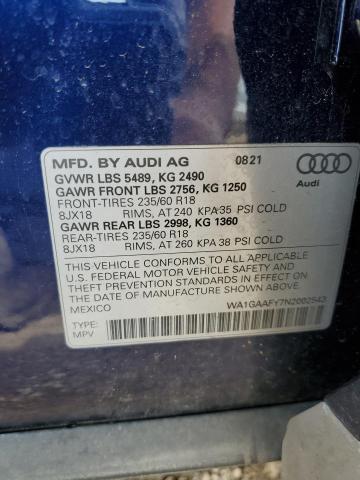 MFD. BY AUDI AG 08.21
GVWR LBS 5489, KG 2490
GAWR FRONT LBS 2756, KG 1250
FRONT-TIRES 235/60 R18
8JX18 RIMS, AT 240 KPA 35 PSI COLD
GAWR REAR LBS 2998, KG 1360
REAR-TIRES 235/60 R18
8JX18 RIMS, AT 260 KPA 38 PSI COLD
Audi
THIS VEHICLE CONFORMS TO ALL APPLICABLE
U.S. FEDERAL MOTOR VEHICLE SAFETY AND
THEFT PREVENTION STANDARDS IN EFFECT
ON THE DATE OF MANUFACTURE SHOWN ABOVE.
MEXICO
WA1GAAFY7N2002543
TYPE:
MPV